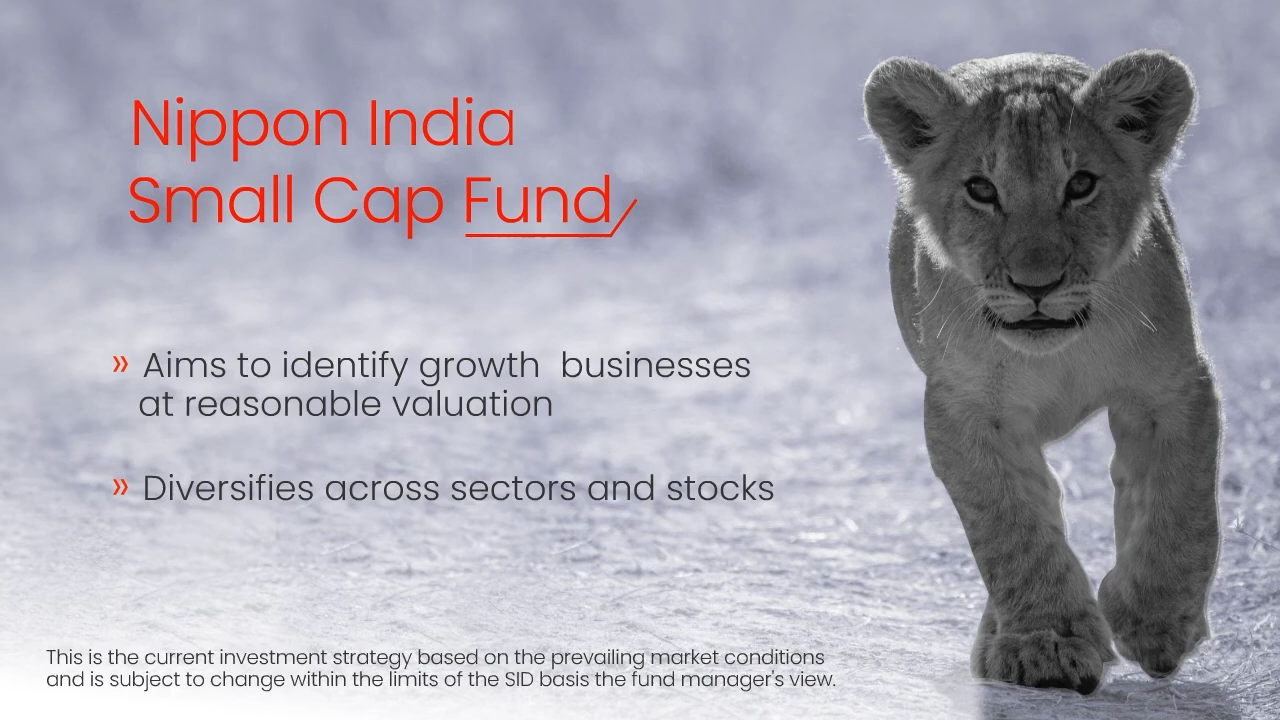 Nippon India
Small Cap Fund
» Aims to identify growth businesses
at reasonable valuation
» Diversifies across sectors and stocks
This is the current investment strategy based on the prevailing market conditions
and is subject to change within the limits of the SID basis the fund manager's view.